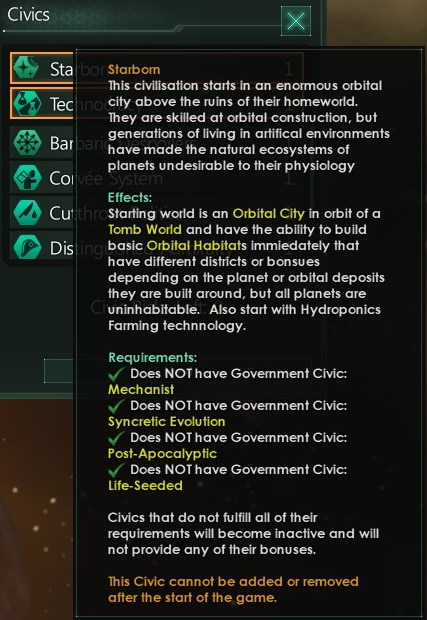 Civics
Starborn
Starborn
1
This civilisation starts in an enormous orbital
city above the ruins of their homeworld.
Techno
They are skilled at orbital construction, but
generations of living in artifical environments
have made the natural ecosystems of
Barbaric Despoilers
planets undesirable to their physiology
Corvée System
1
Effects:
Cutthroat
Starting world is an Orbital City in orbit of a
Tomb World and have the ability to build
Distinguished
basic Orbital Habitats immiedately that
have different districts or bonsues
depending on the planet or orbital deposits
they are built around, but all planets are
uninhabitable. Also start with Hydroponics
Farming technnology.
Requirements:
Does NOT have Government Civic:
Mechanist
Does NOT have Government Civic:
Syncretic Evolution
Does NOT have Government Civic:
Post-Apocalyptic
Does NOT have Government Civic:
Life-Seeded
Civics that do not fulfill all of their
requirements will become inactive and will
not provide any of their bonuses.
This Civic cannot be added or removed
after the start of the game.